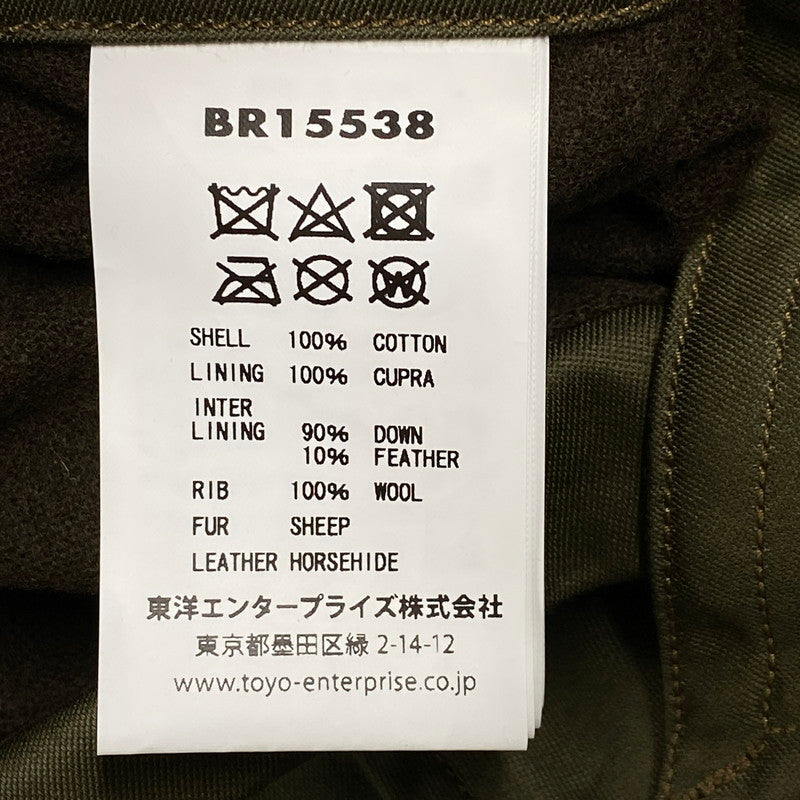 BR15538
SHELL 100% COTTON
LINING 100% CUPRA
INTER
LINING 90% DOWN
10% FEATHER
RIB 100% WOOL
FUR SHEEP
LEATHER HORSEHIDE
東洋エンタープライズ株式会社
東京都墨田区緑 2-14-12
www.toyo-enterprise.co.jp